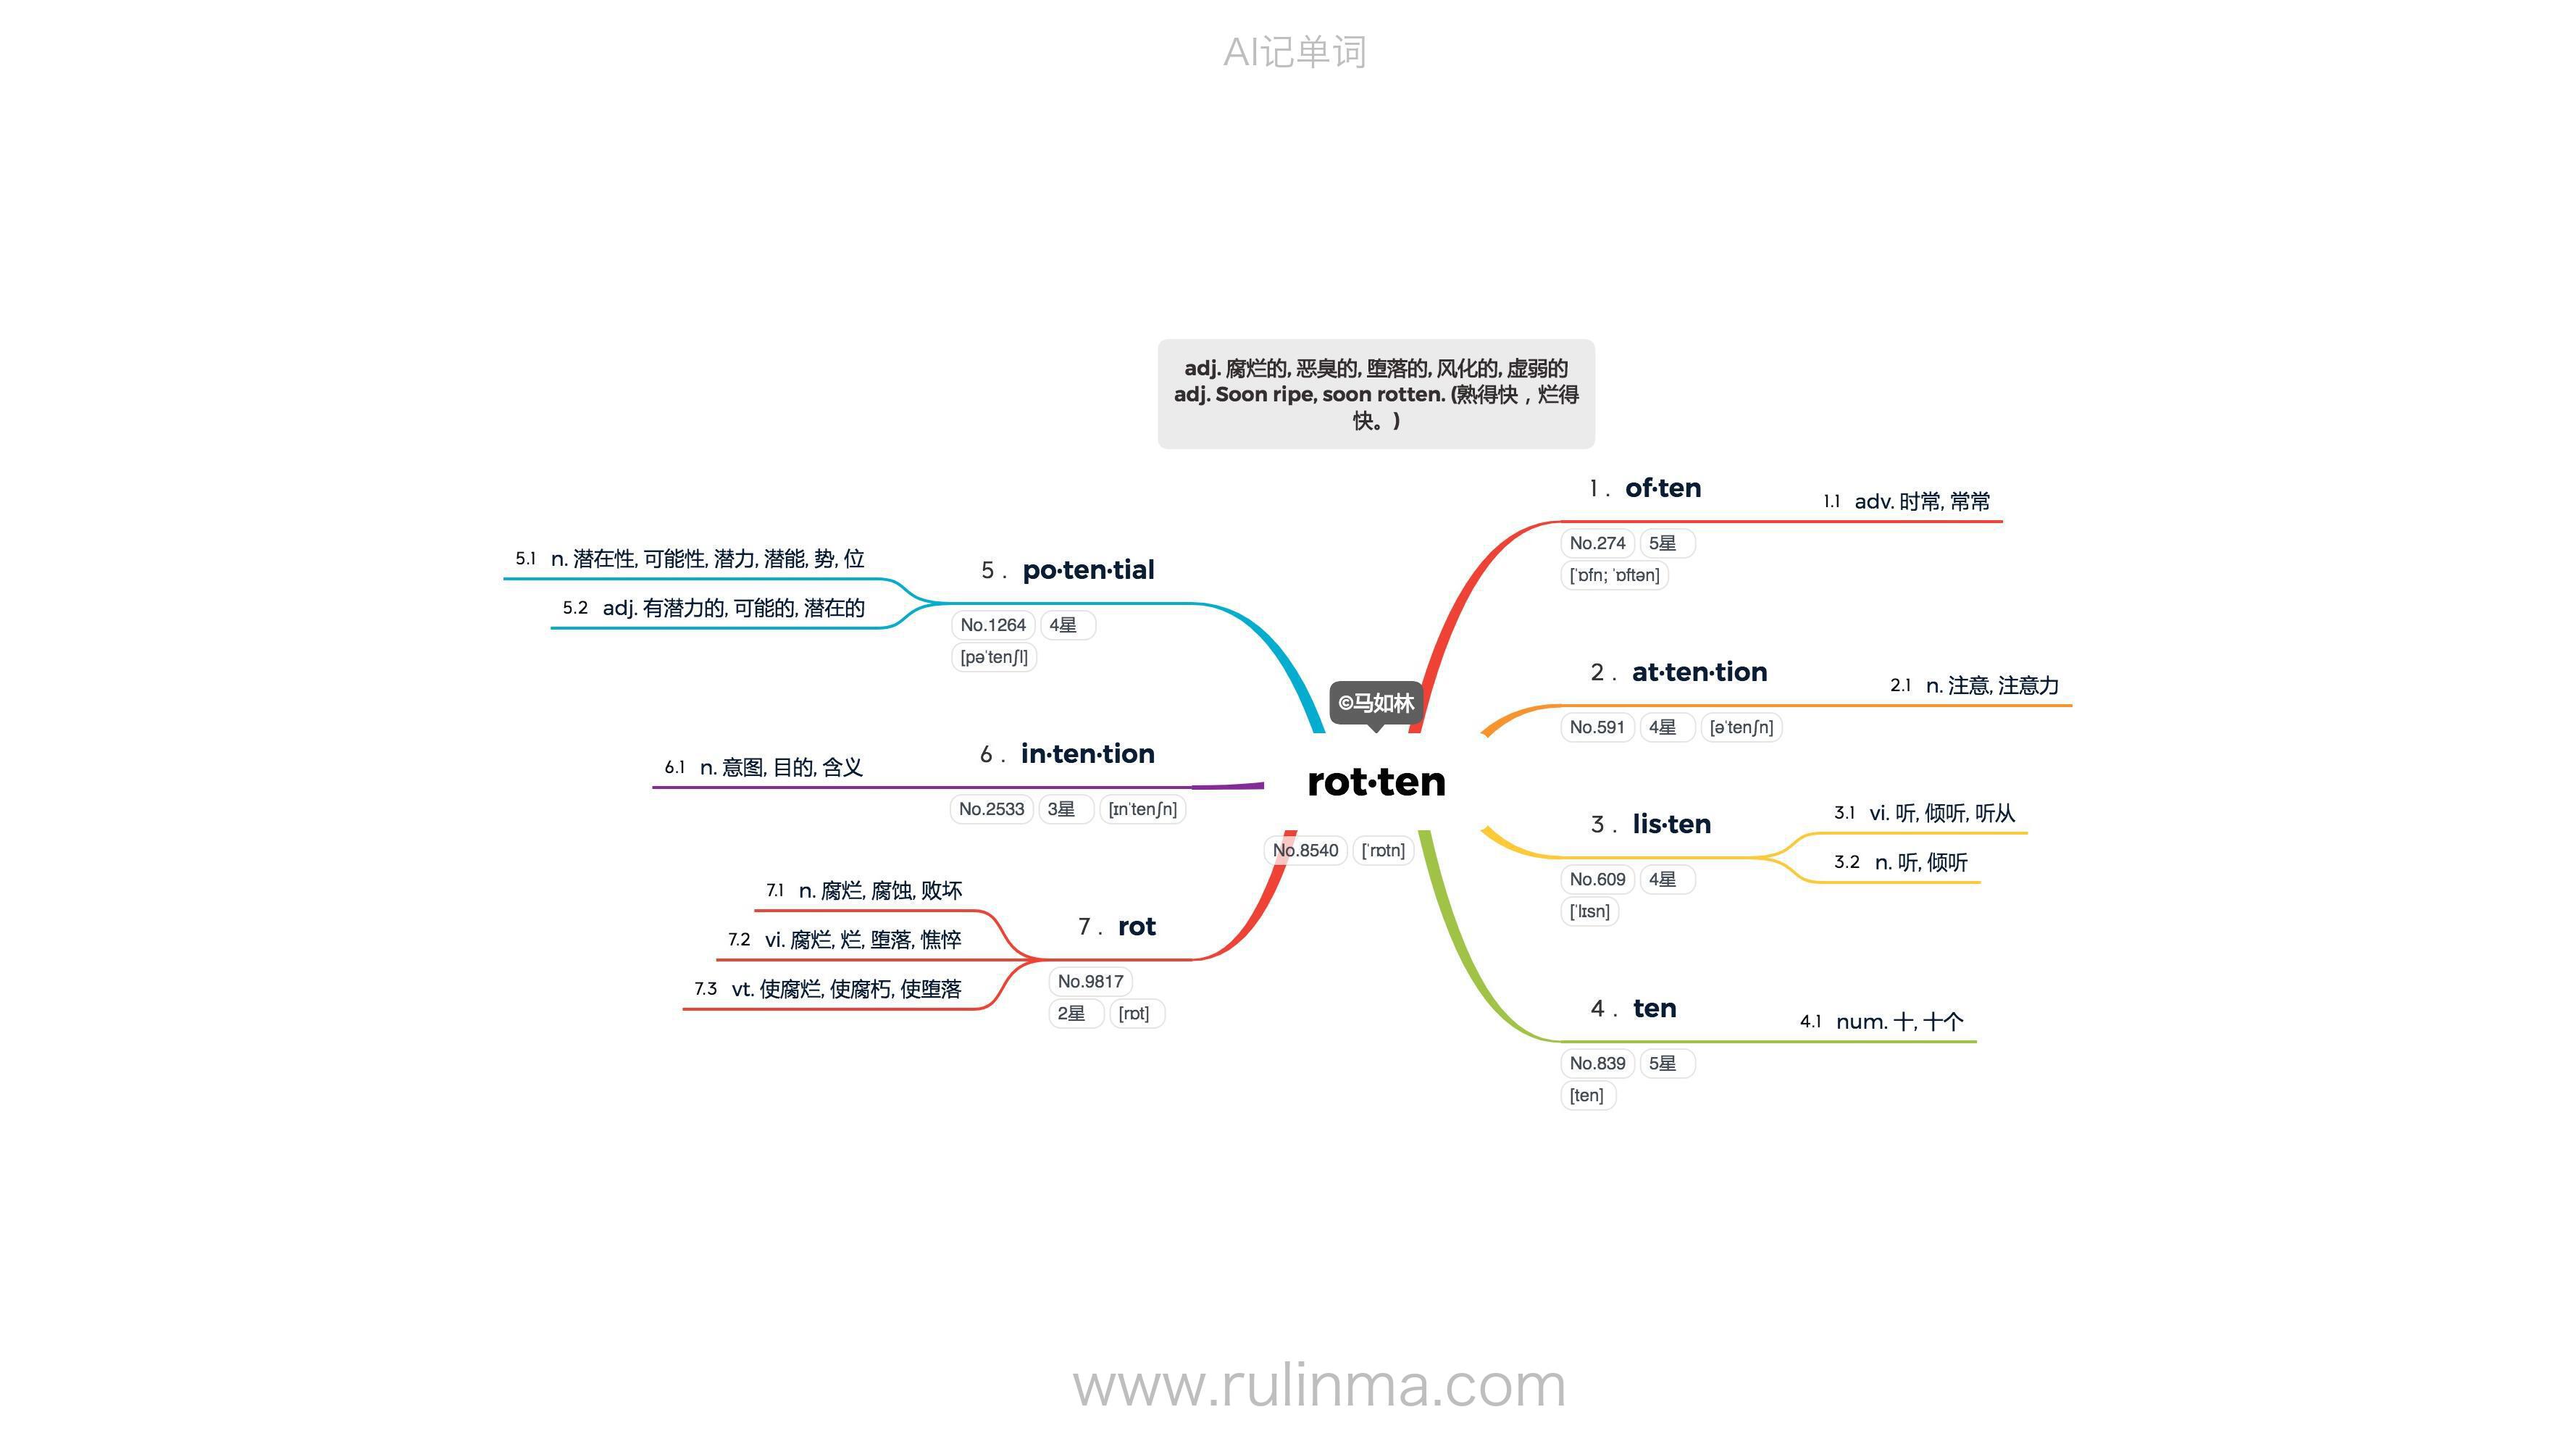 AI记单词
adj. 腐烂的, 恶臭的, 堕落的, 风化的, 虚弱的
adj. Soon ripe, soon rotten. (熟得快，烂得
快。)
©马如林
rot·ten
No.8540 [ˈrɒtn]
1 . of·ten
No.274 5星
[ˈɒfn; ˈɒftən]
1.1 adv. 时常, 常常
2 . at·ten·tion
No.591 4星 [əˈtenʃn]
2.1 n. 注意, 注意力
3 . lis·ten
No.609 4星
[ˈlɪsn]
3.1 vi. 听, 倾听, 听从
3.2 n. 听, 倾听
4 . ten
No.839 5星
[ten]
4.1 num. 十, 十个
5 . po·ten·tial
No.1264 4星
[pəˈtenʃl]
5.1 n. 潜在性, 可能性, 潜力, 潜能, 势, 位
5.2 adj. 有潜力的, 可能的, 潜在的
6 . in·ten·tion
No.2533 3星 [ɪnˈtenʃn]
6.1 n. 意图, 目的, 含义
7 . rot
No.9817
2星 [rɒt]
7.1 n. 腐烂, 腐蚀, 败坏
7.2 vi. 腐烂, 烂, 堕落, 憔悴
7.3 vt. 使腐烂, 使腐朽, 使堕落
www.rulinma.com